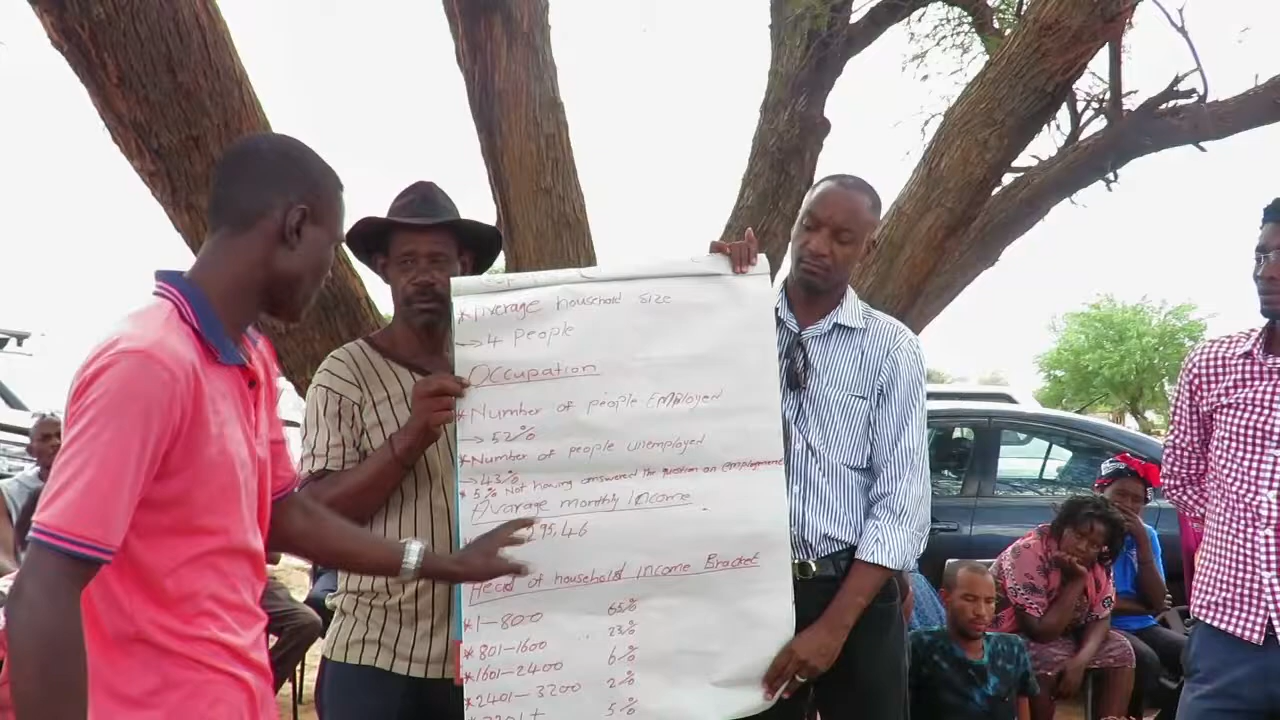 *Average household size
→ 4 People
Occupation
*Number of people Employed
→ 52%
*Number of people unemployed
→ 43%
* 5% Not having answered the question on employment
Avarage monthly Income
295,46
Head of household Income Bracket
*1-800 65%
*801-1600 23%
*1601-2400 6%
*2401-3200 2%
5%